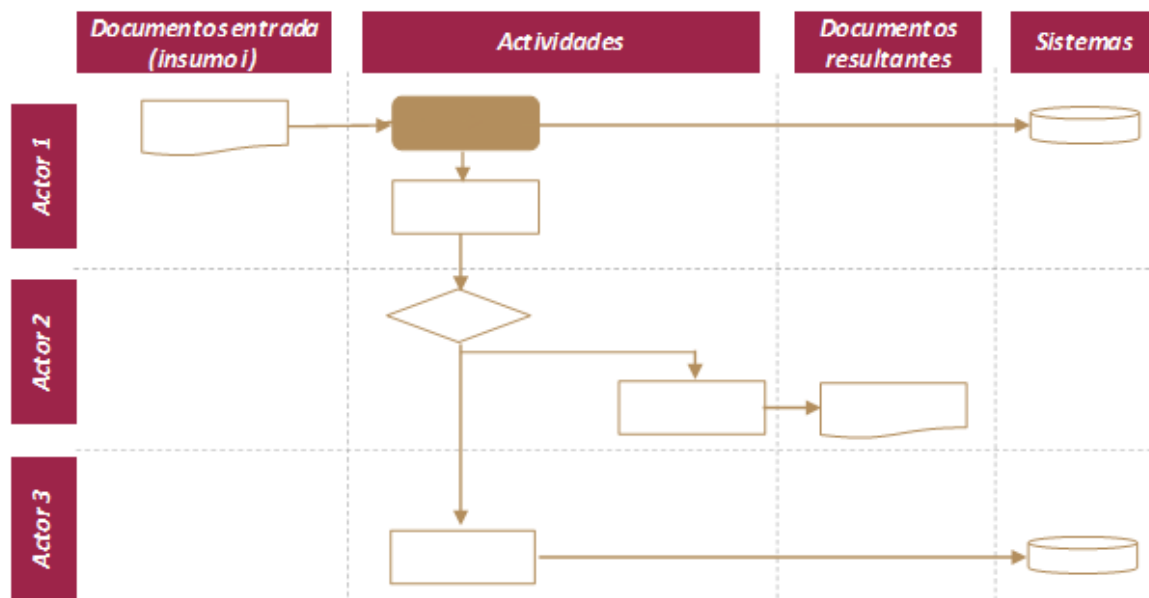 Documentos entrada
(insumo i)
Actividades
Documentos
resultantes
Sistemas
Actor 1
Actor 2
Actor 3